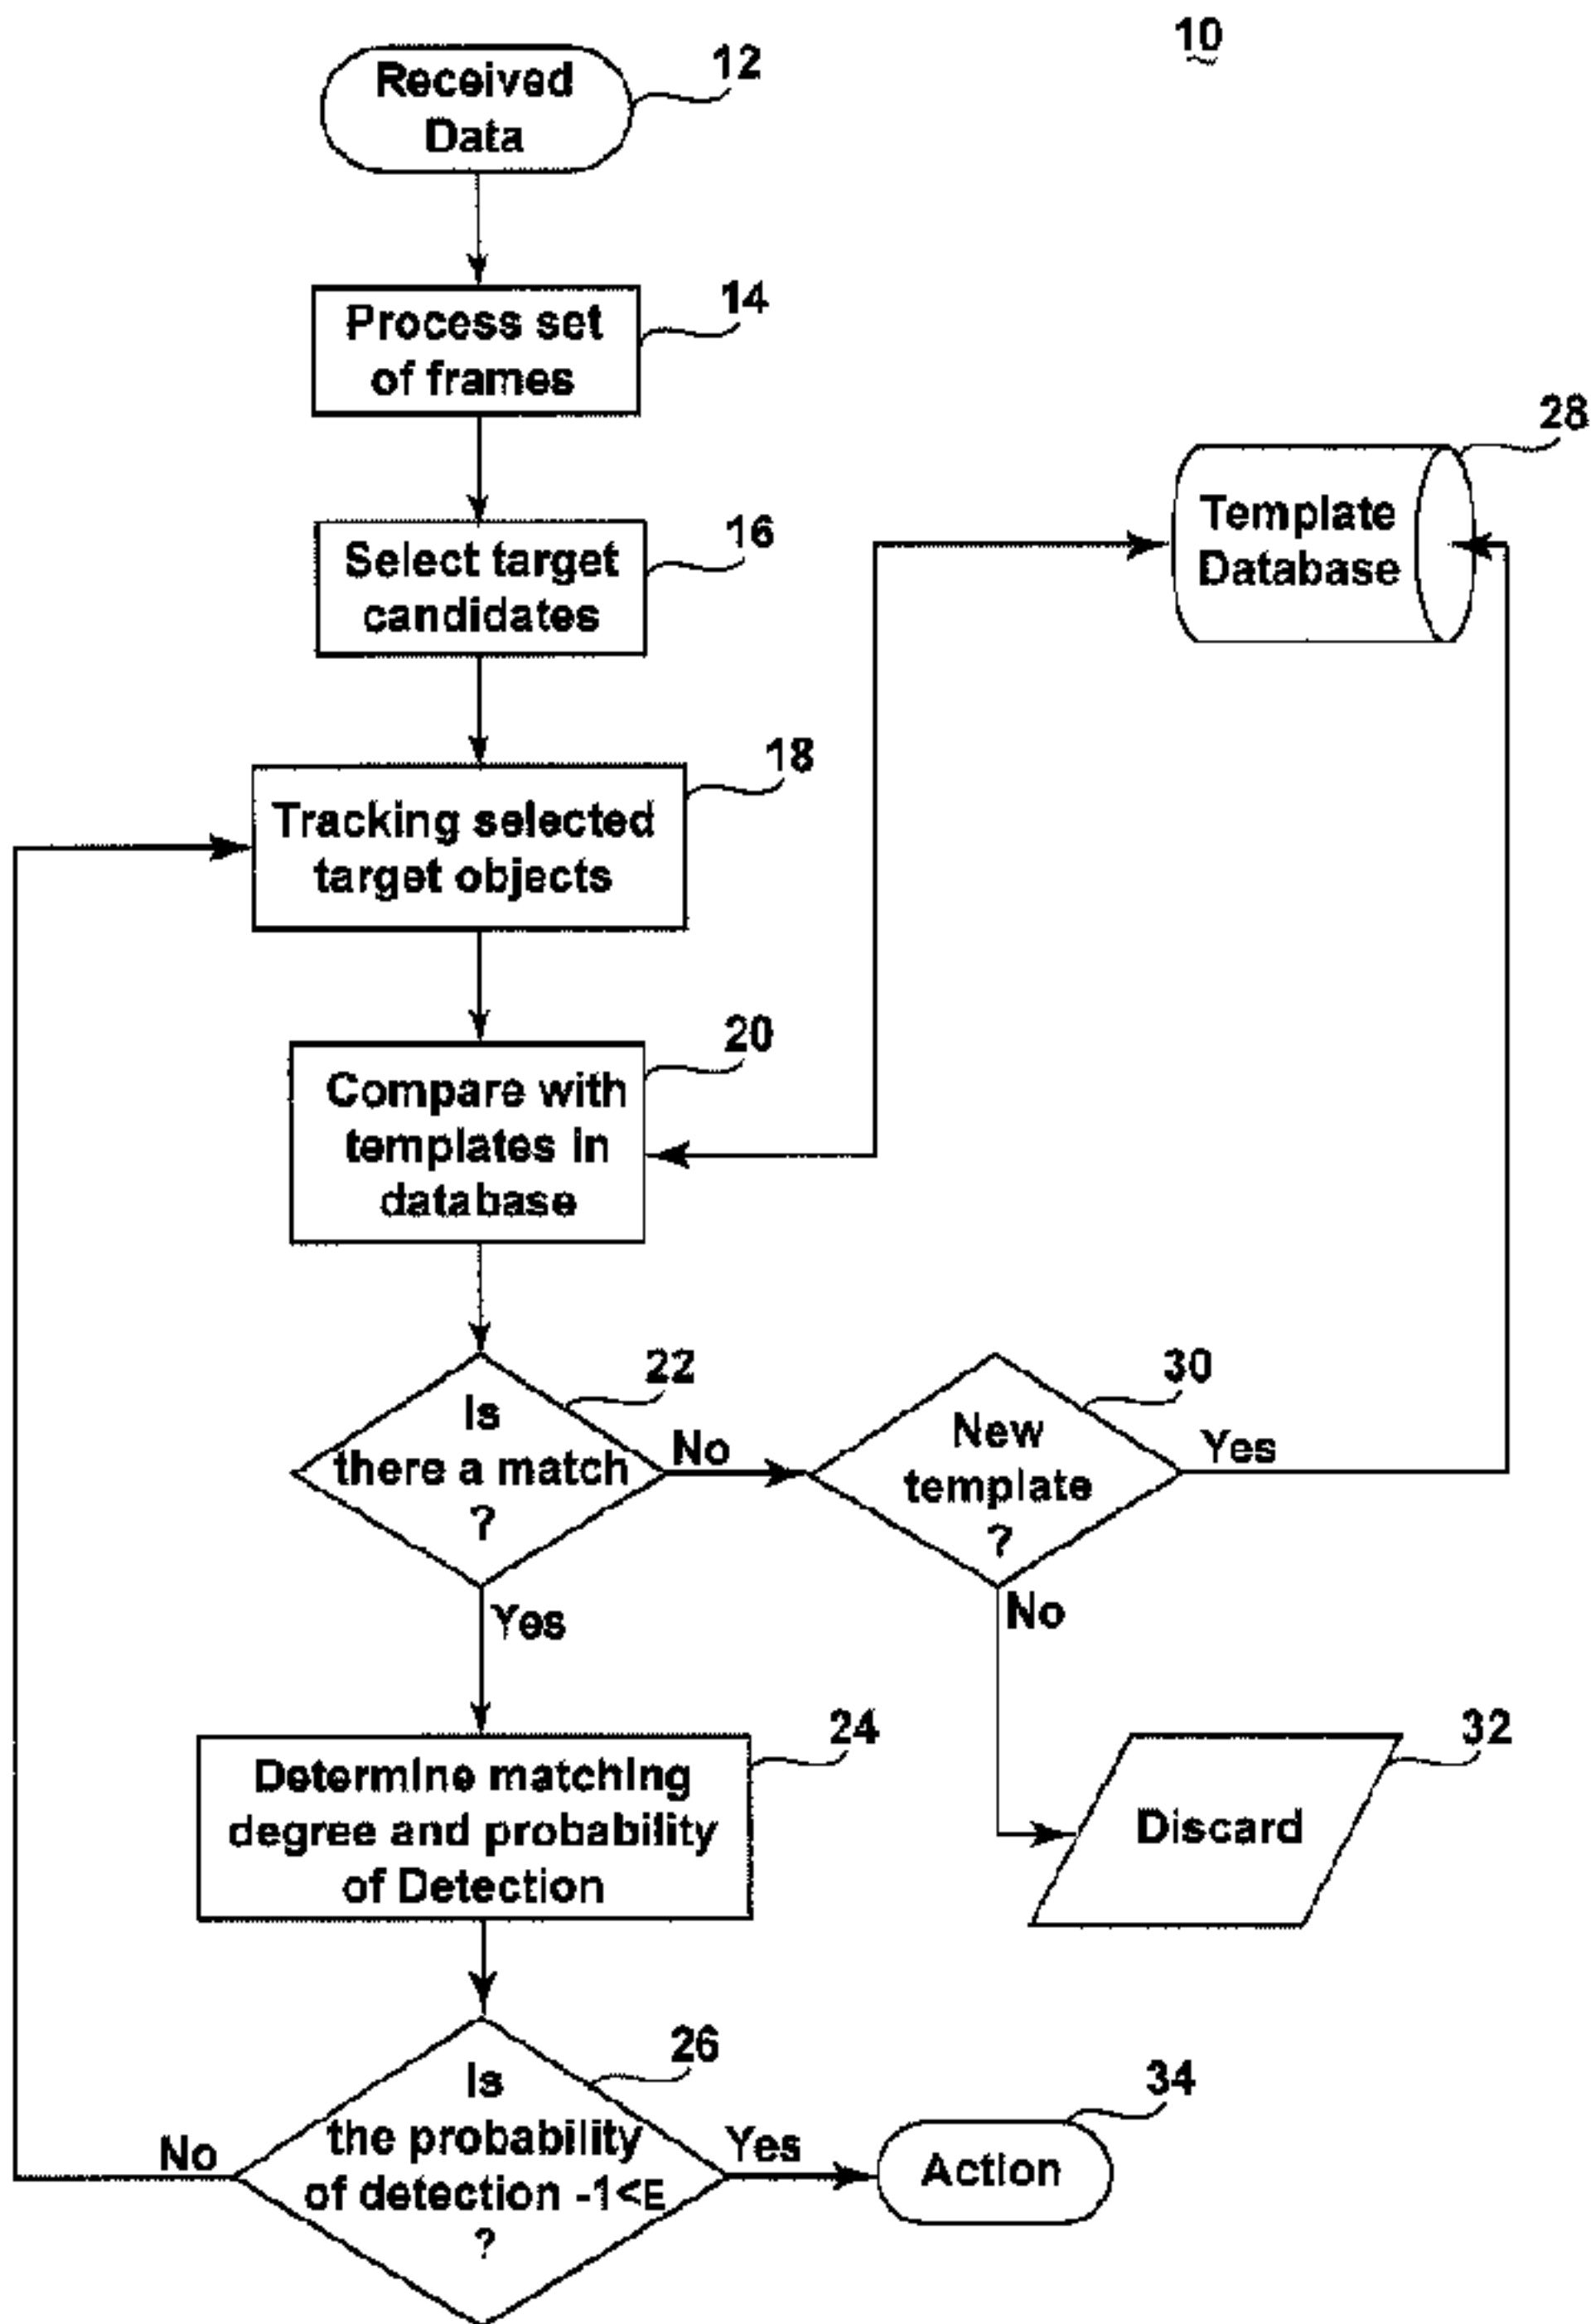 10
Received
Data
12
Process set
of frames
14
Select target
candidates
16
Template
Database
28
Tracking selected
target objects
18
Compare with
templates in
database
20
Is
there a match
?
22
No
Yes
New
template
?
30
Yes
No
Discard
32
Determine matching
degree and probability
of Detection
24
Is
the probability
of detection -1<E
?
26
No
Yes
Action
34